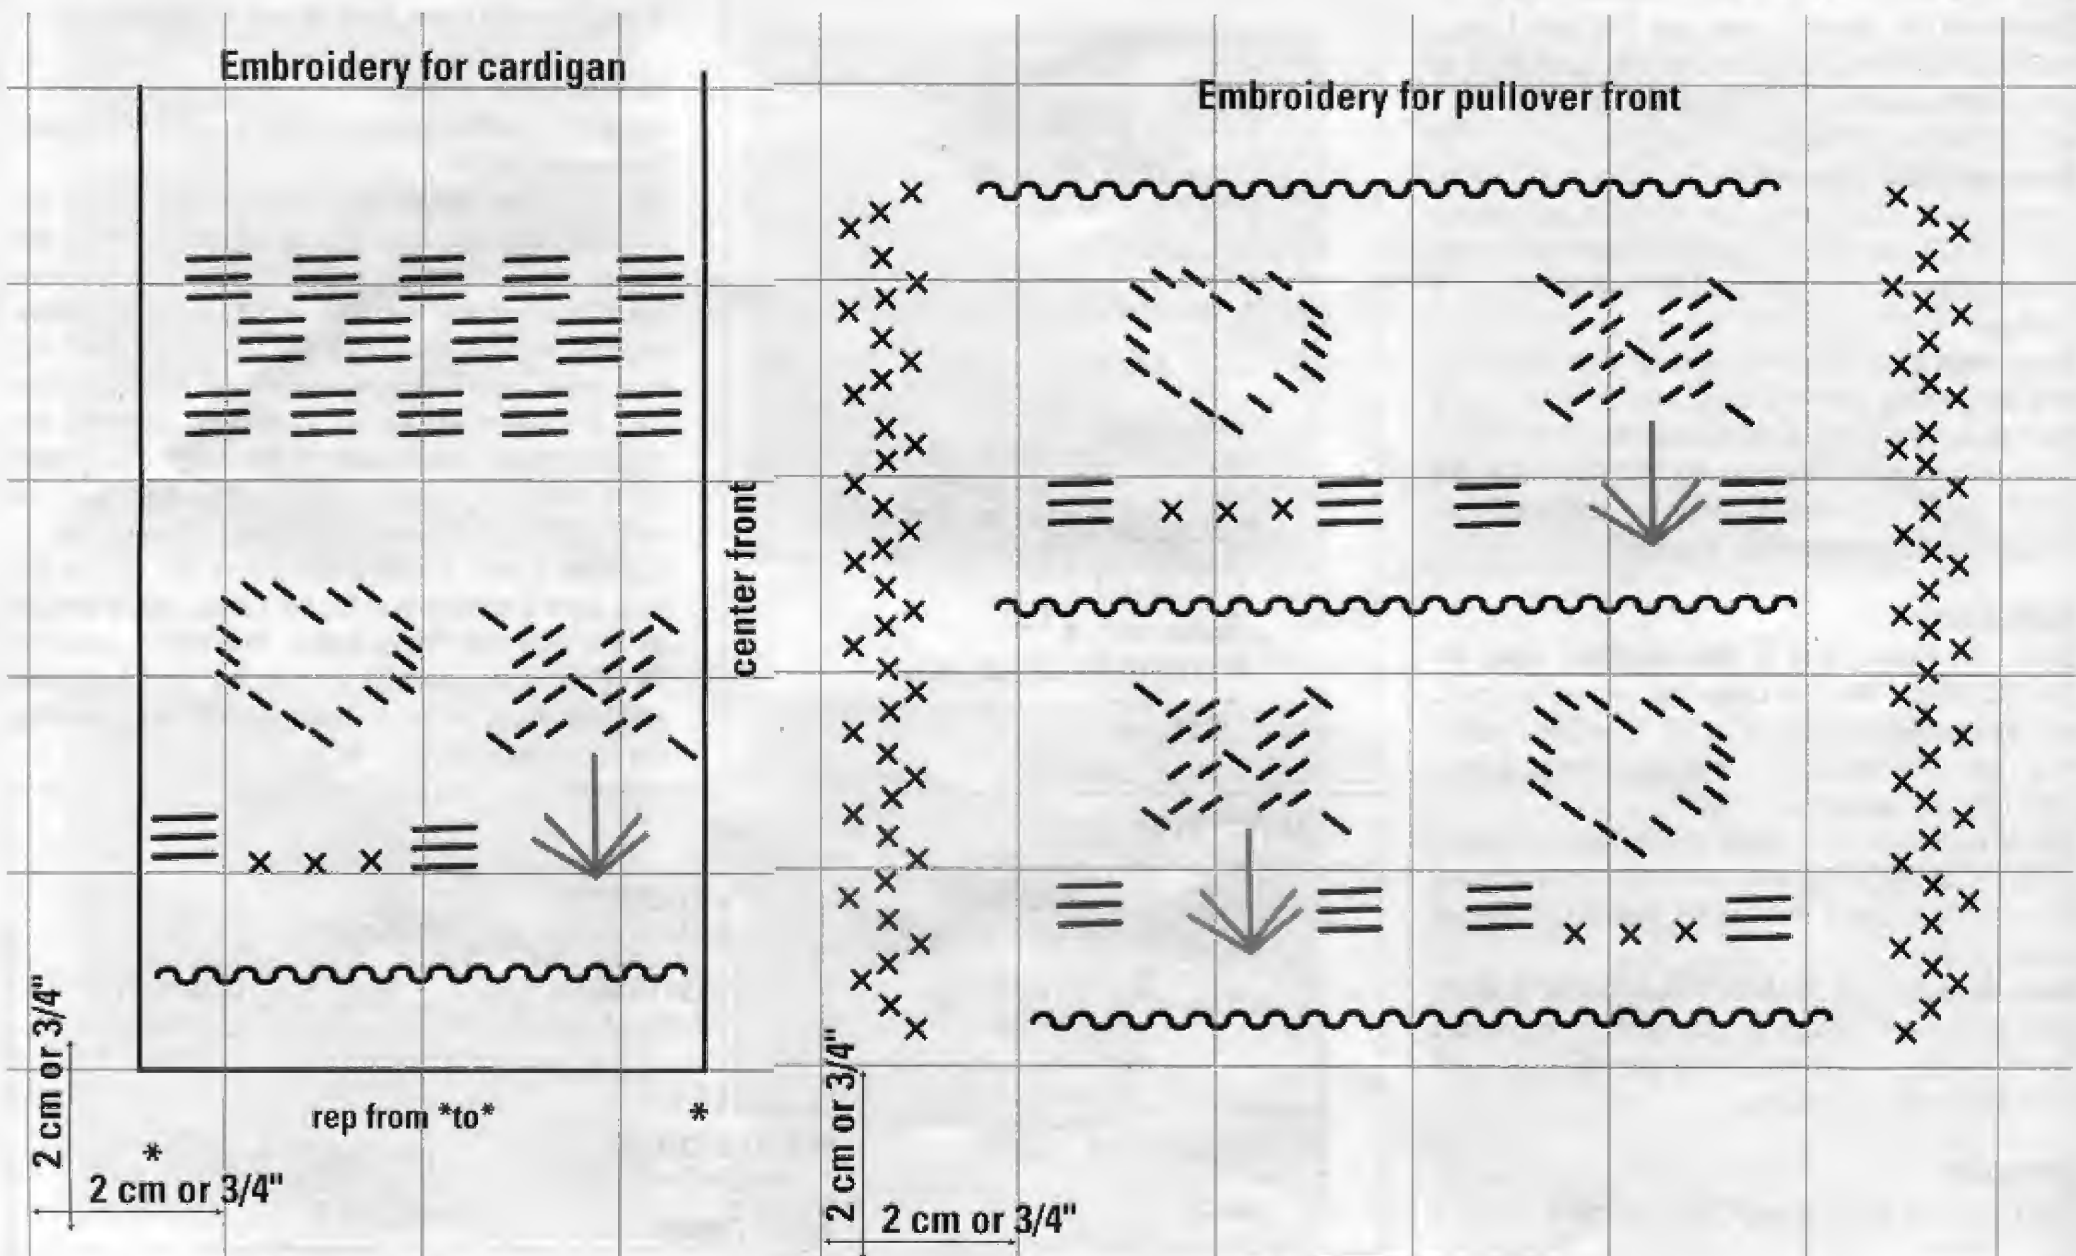 Embroidery for cardigan
center front
2 cm or 3/4"
rep from *to*
*
*
2 cm or 3/4"
Embroidery for pullover front
2 cm or 3/4"
2 cm or 3/4"